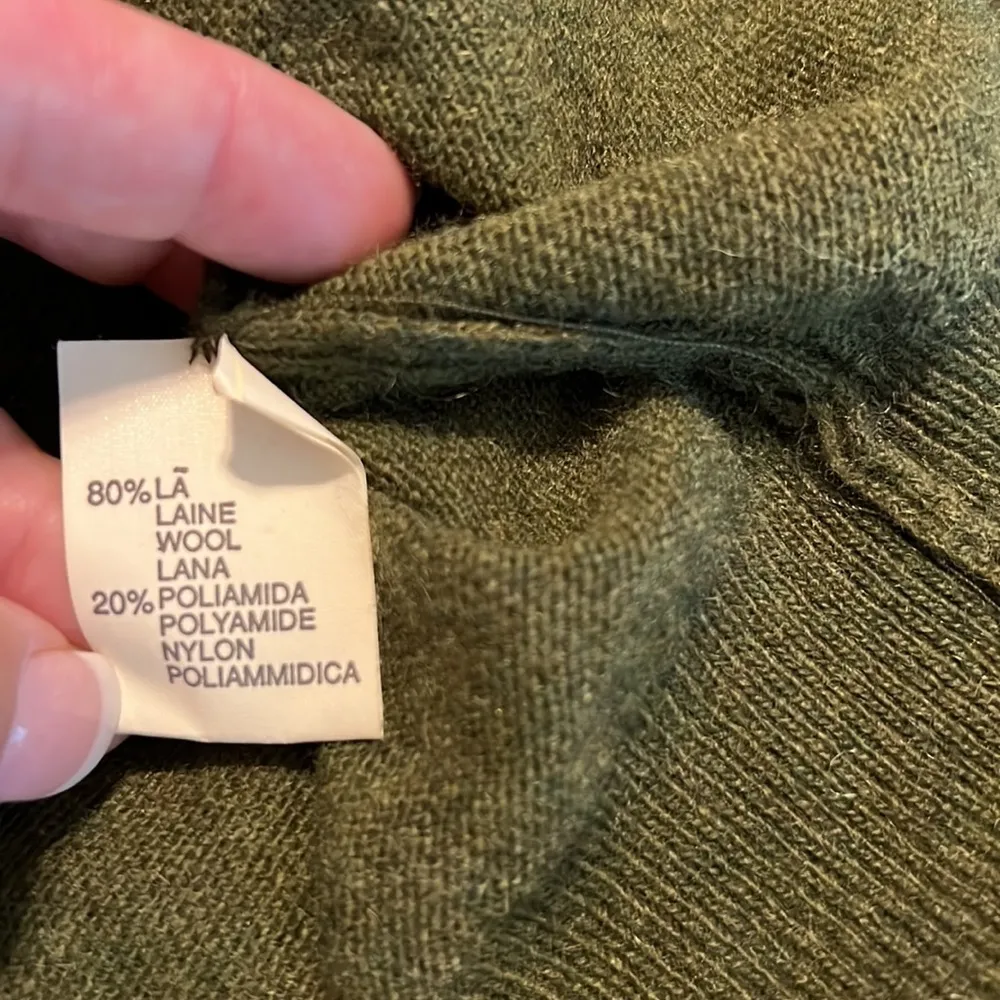 80% LÃ
LAINE
WOOL
LANA
20% POLIAMIDA
POLYAMIDE
NYLON
POLIAMMIDICA